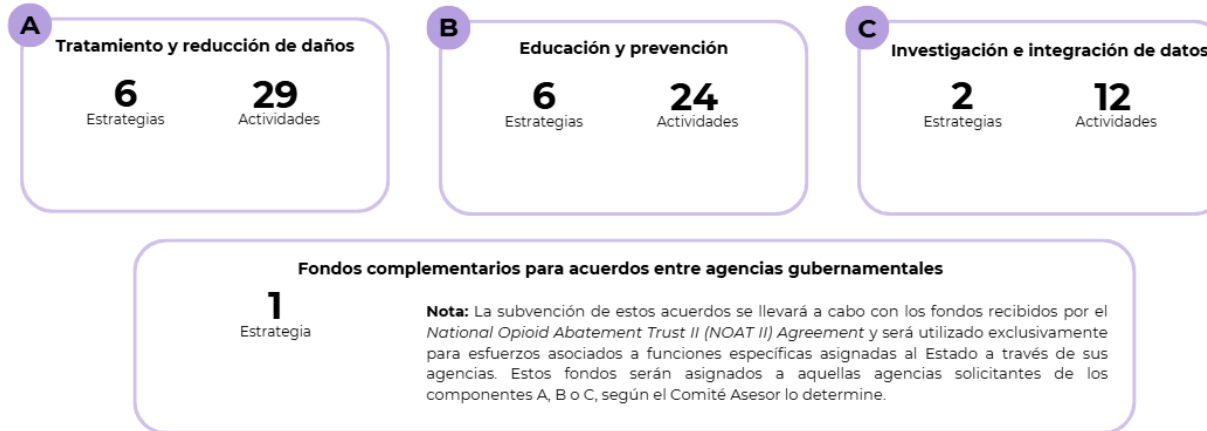 A
Tratamiento y reducción de daños
6
29
Estrategias
Actividades
B
Educación y prevención
6
24
Estrategias
Actividades
C
Investigación e integración de datos
2
12
Estrategias
Actividades
Fondos complementarios para acuerdos entre agencias gubernamentales
1
Estrategia
Nota: La subvención de estos acuerdos se llevará a cabo con los fondos recibidos por el
National Opioid Abatement Trust II (NOAT II) Agreement y será utilizado exclusivamente
para esfuerzos asociados a funciones específicas asignadas al Estado a través de sus
agencias. Estos fondos serán asignados a aquellas agencias solicitantes de los
componentes A, B o C, según el Comité Asesor lo determine.